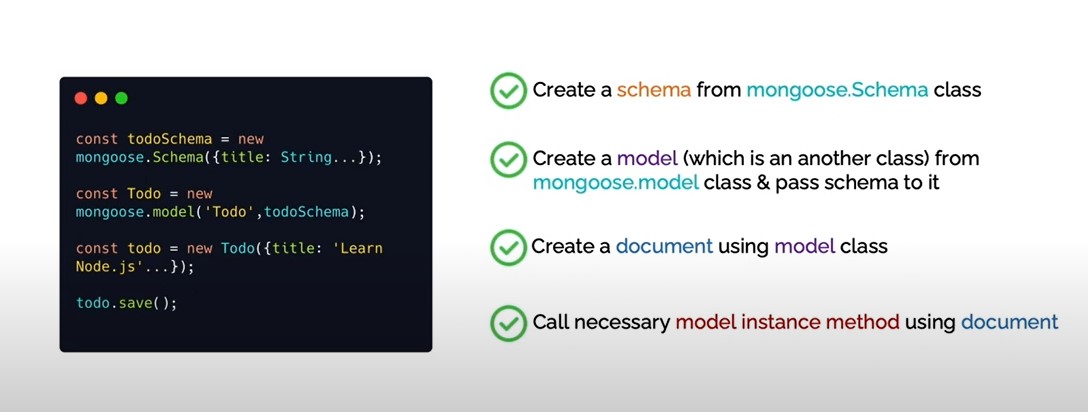 const todoSchema = new
mongoose.Schema({title: String...});
const Todo = new
mongoose.model('Todo',todoSchema);
const todo = new Todo({title: 'Learn
Node.js'...});
todo.save();
Create a schema from mongoose.Schema class
Create a model (which is an another class) from
mongoose.model class & pass schema to it
Create a document using model class
Call necessary model instance method using document